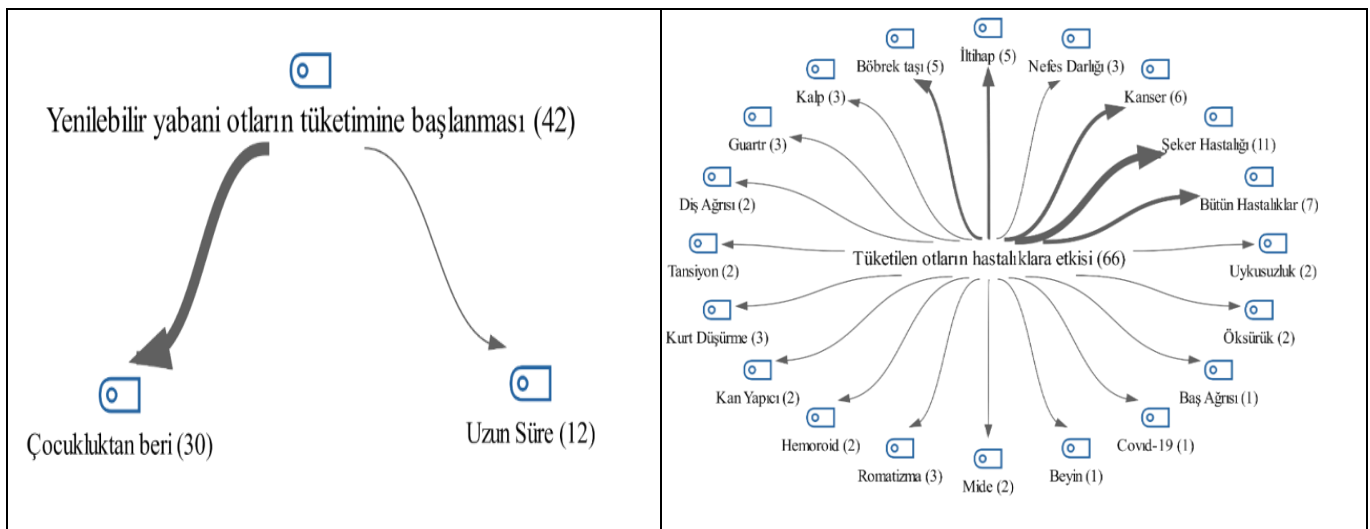 Yenilebilir yabani otların tüketimine başlanması (42)
Çocukluktan beri (30)
Uzun Süre (12)
İltihap (5)
Böbrek taşı (5)
Nefes Darlığı (3)
Kalp (3)
Kanser (6)
Guartr (3)
Şeker Hastalığı (11)
Diş Ağrısı (2)
Bütün Hastalıklar (7)
Tüketilen otların hastalıklara etkisi (66)
Tansiyon (2)
Uykusuzluk (2)
Kurt Düşürme (3)
Öksürük (2)
Kan Yapıcı (2)
Baş Ağrısı (1)
Hemoroid (2)
Covıd-19 (1)
Romatizma (3)
Mide (2)
Beyin (1)